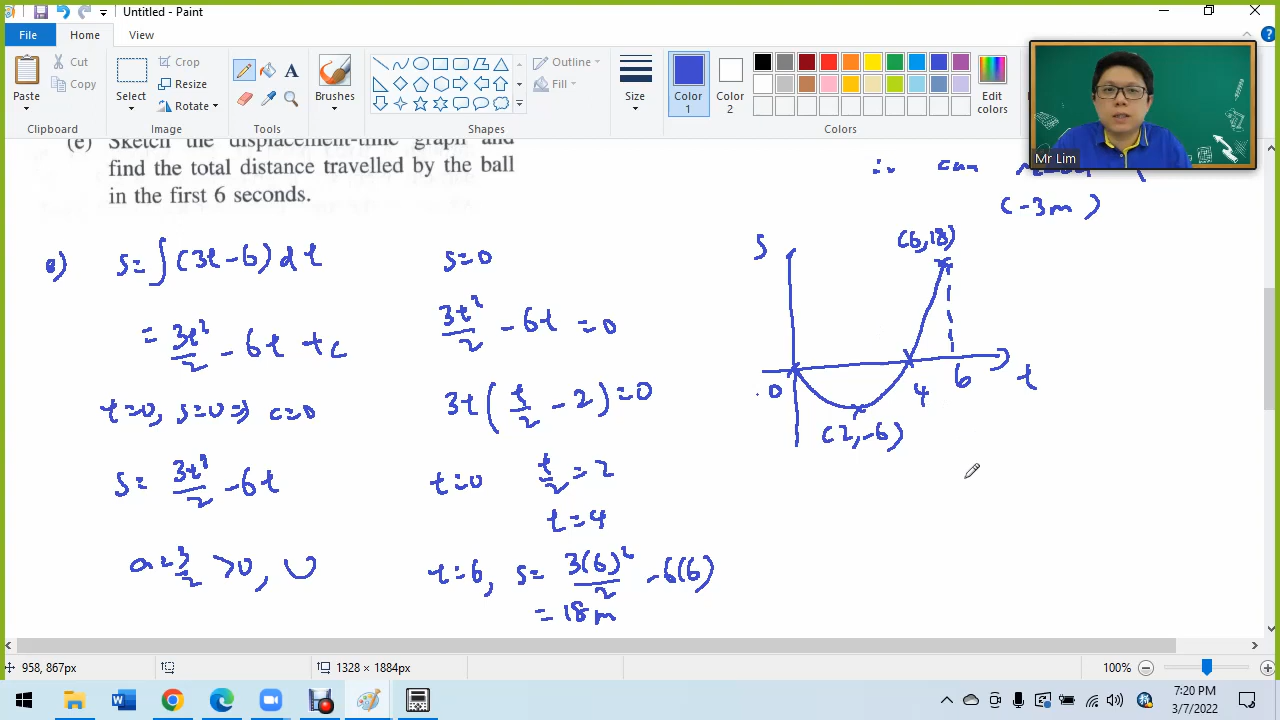 Untitled - Paint
File
Home
View
Paste
Cut
Copy
Clipboard
Select
Crop
Resize
Rotate
Image
A
Tools
Brushes
Outline
Fill
Shapes
Size
Color 1
Color 2
Edit colors
Colors
Mr Lim
(e) Sketch the displacement-time graph and
find the total distance travelled by the ball
in the first 6 seconds.
∴ can
(-3m)
e) s=∫(3t-6)dt
= 3t²/2 - 6t + c
t=0, s=0 ⇒ c=0
s= 3t²/2 - 6t
a=3/2 >0, ∪
s=0
3t²/2 - 6t =0
3t(t/2 - 2)=0
t=0 t/2=2
t=4
t=6, s= 3(6)²/2 - 6(6)
= 18m
s
(6,18)
0
4
6
t
(2,-6)
958, 867px
1328 × 1884px
100%
7:20 PM
3/7/2022